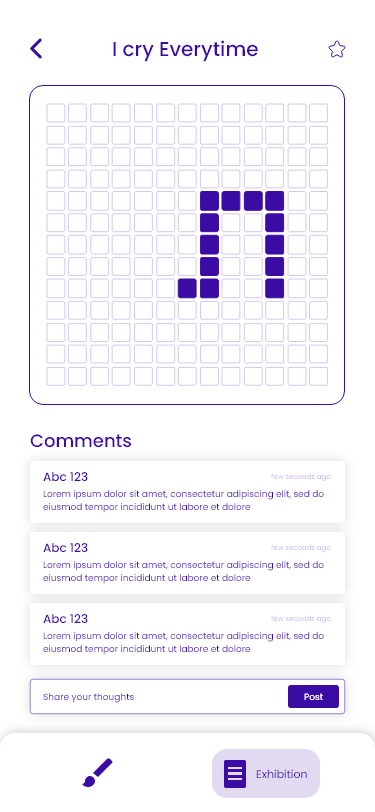 I cry Everytime
Comments
Abc 123
few seconds ago
Lorem ipsum dolor sit amet, consectetur adipiscing elit, sed do
eiusmod tempor incididunt ut labore et dolore
Abc 123
few seconds ago
Lorem ipsum dolor sit amet, consectetur adipiscing elit, sed do
eiusmod tempor incididunt ut labore et dolore
Abc 123
few seconds ago
Lorem ipsum dolor sit amet, consectetur adipiscing elit, sed do
eiusmod tempor incididunt ut labore et dolore
Share your thoughts
Post
Exhibition